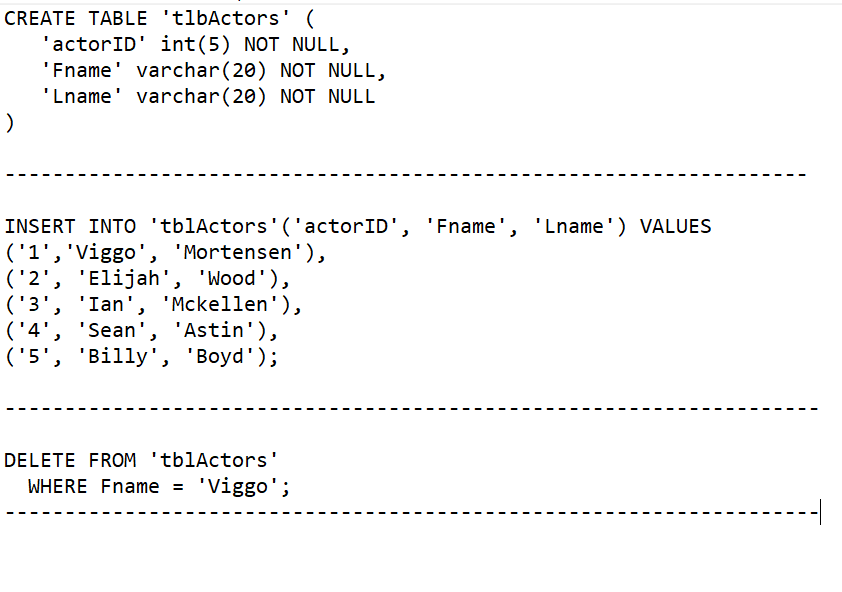 CREATE TABLE 'tlbActors' (
   'actorID' int(5) NOT NULL,
   'Fname' varchar(20) NOT NULL,
   'Lname' varchar(20) NOT NULL
)
-------------------------------------------------------------------
INSERT INTO 'tblActors'('actorID', 'Fname', 'Lname') VALUES
('1','Viggo', 'Mortensen'),
('2', 'Elijah', 'Wood'),
('3', 'Ian', 'Mckellen'),
('4', 'Sean', 'Astin'),
('5', 'Billy', 'Boyd');
--------------------------------------------------------------------
DELETE FROM 'tblActors'
  WHERE Fname = 'Viggo';
--------------------------------------------------------------------